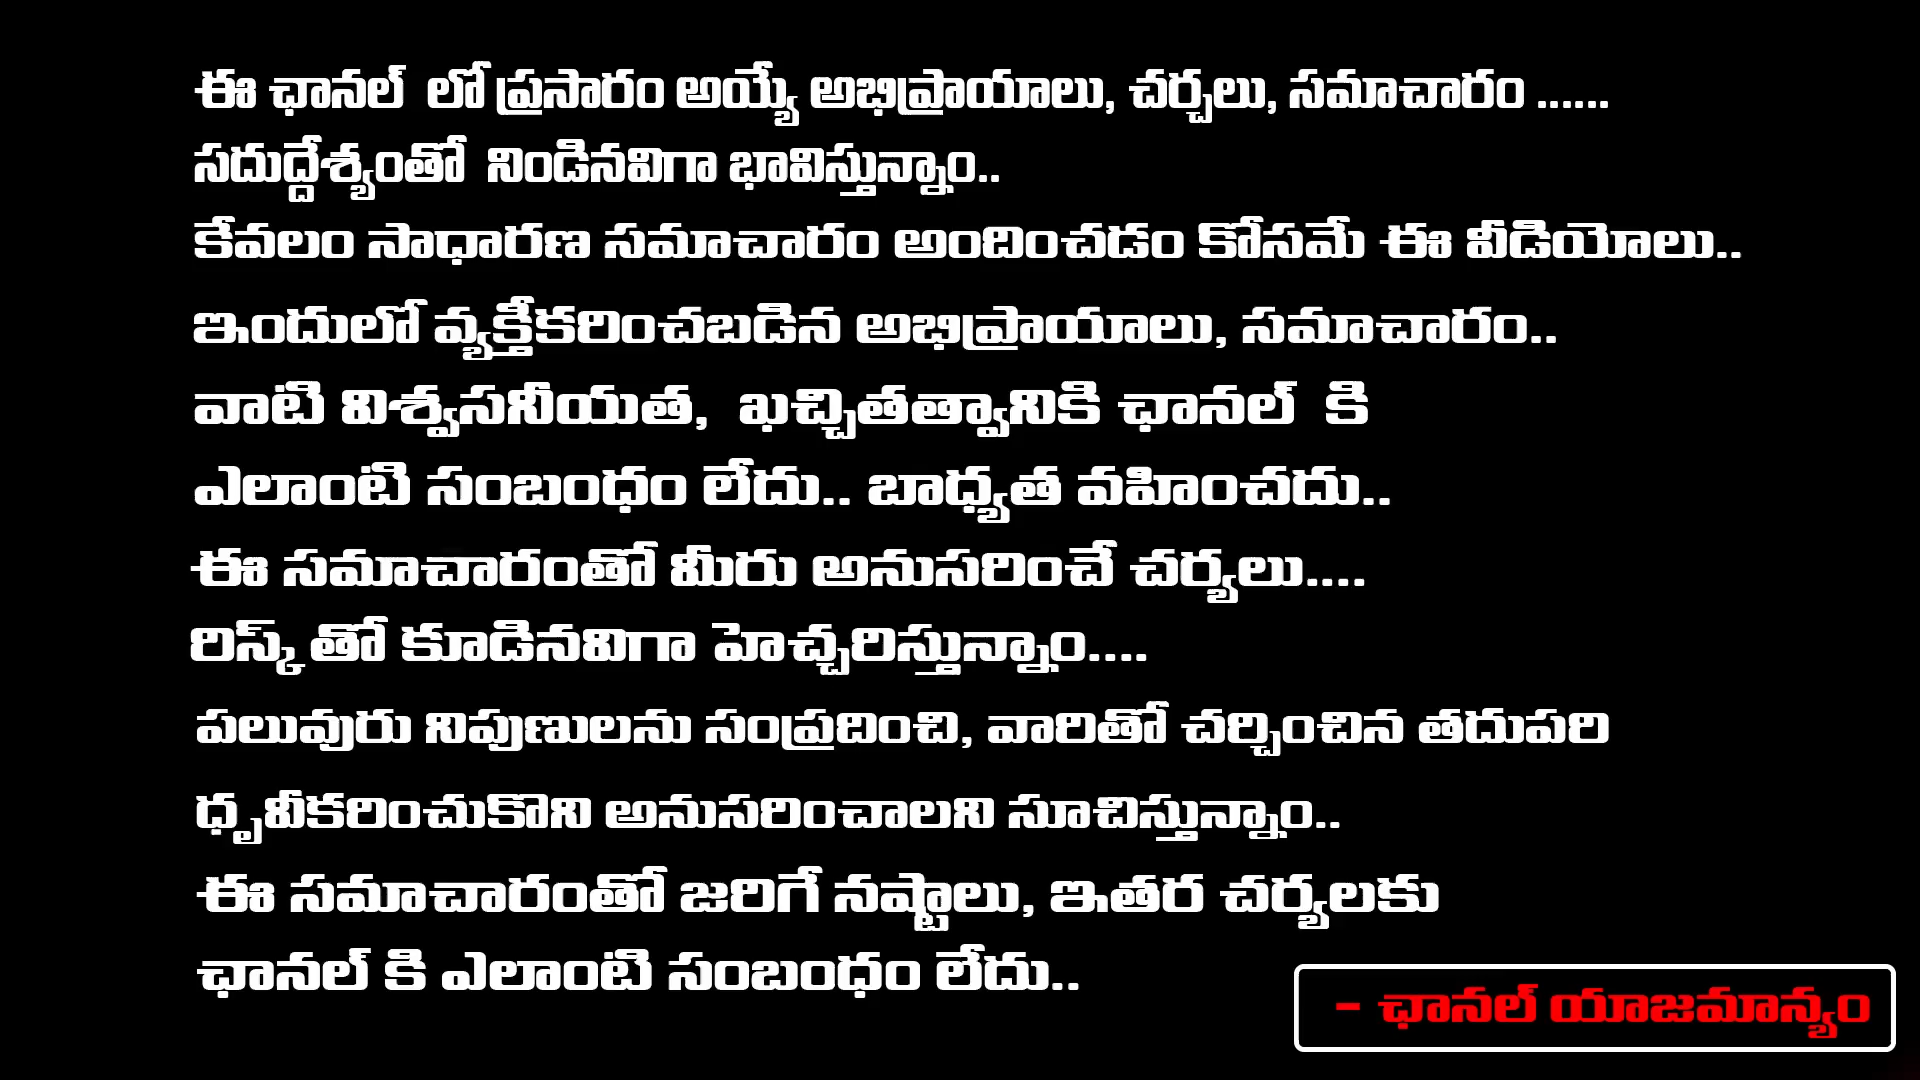 ఈ ఛానల్ లో ప్రసారం అయ్యే అభిప్రాయాలు, చర్చలు, సమాచారం ......
సదుద్దేశ్యంతో నిండినవిగా భావిస్తున్నాం..
కేవలం సాధారణ సమాచారం అందించడం కోసమే ఈ వీడియోలు..
ఇందులో వ్యక్తీకరించబడిన అభిప్రాయాలు, సమాచారం..
వాటి విశ్వసనీయత, ఖచ్చితత్వానికి ఛానల్ కి
ఎలాంటి సంబంధం లేదు.. బాధ్యత వహించదు..
ఈ సమాచారంతో మీరు అనుసరించే చర్యలు....
రిస్క్ తో కూడినవిగా హెచ్చరిస్తున్నాం....
పలువురు నిపుణులను సంప్రదించి, వారితో చర్చించిన తదుపరి
ధృవీకరించుకొని అనుసరించాలని సూచిస్తున్నాం..
ఈ సమాచారంతో జరిగే నష్టాలు, ఇతర చర్యలకు
ఛానల్ కి ఎలాంటి సంబంధం లేదు..
- ఛానల్ యాజమాన్యం